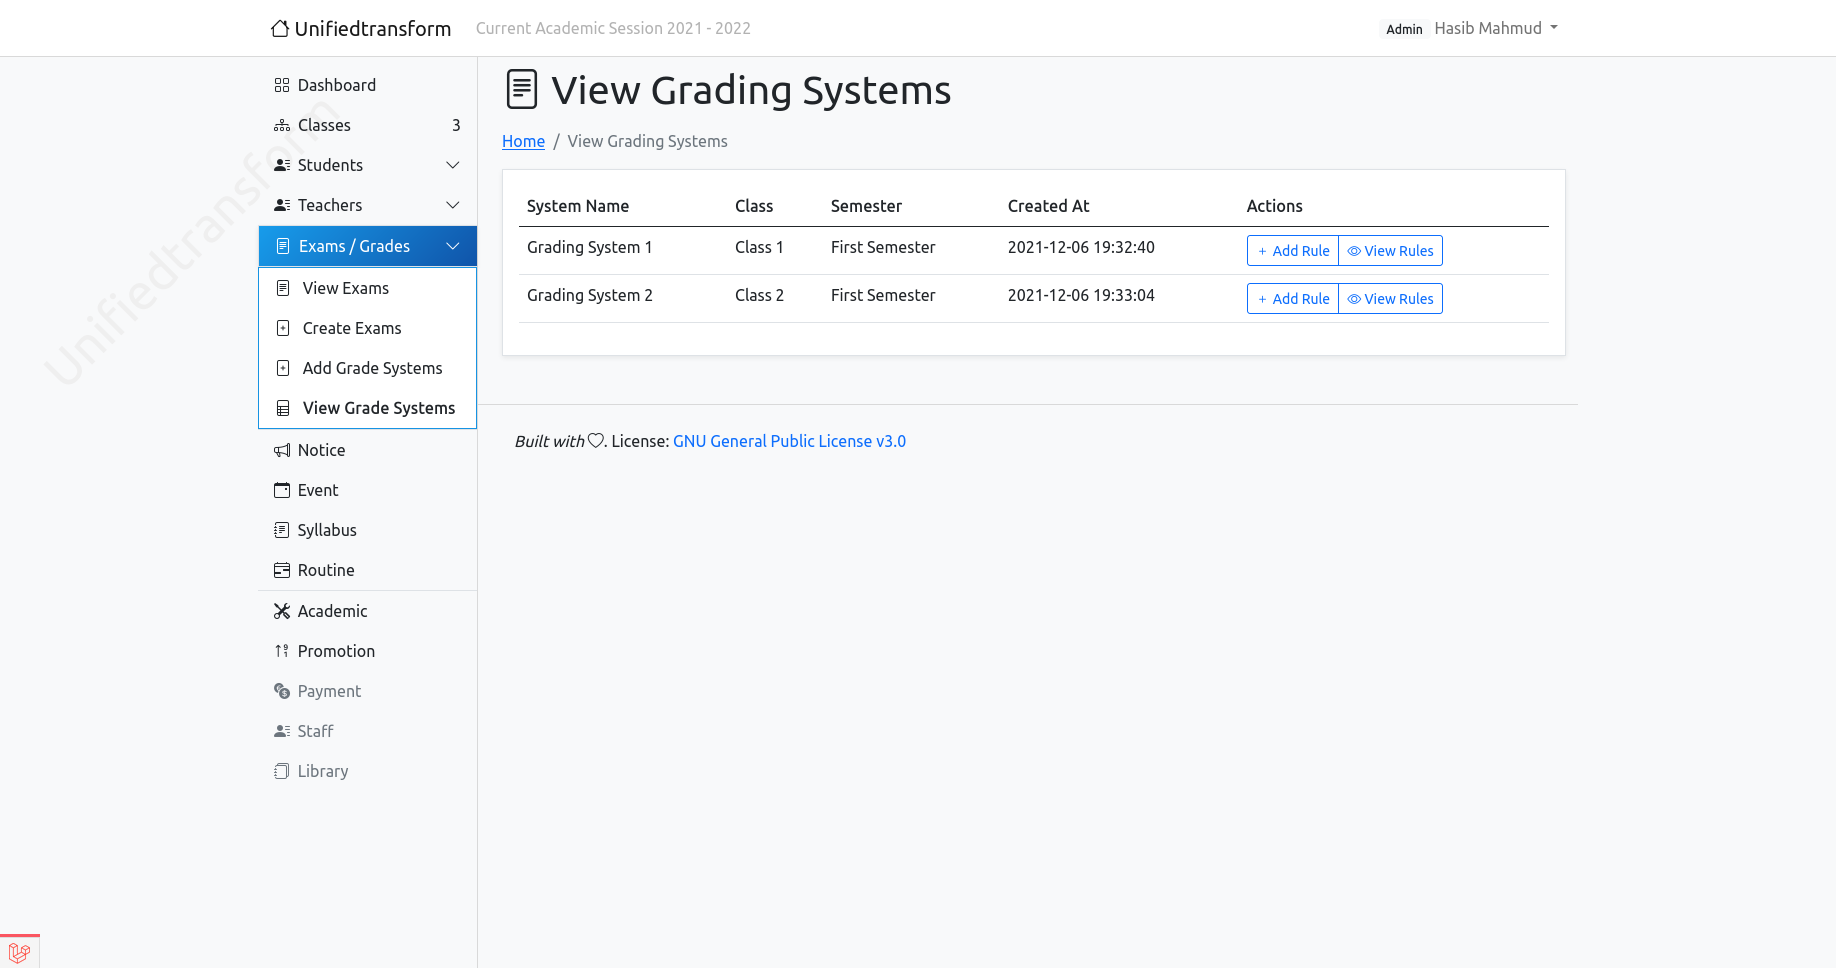 Unifiedtransform Current Academic Session 2021 - 2022 Admin Hasib Mahmud
Dashboard
Classes 3
Students
Teachers
Exams / Grades
View Exams
Create Exams
Add Grade Systems
View Grade Systems
Notice
Event
Syllabus
Routine
Academic
Promotion
Payment
Staff
Library
Unifiedtransform
View Grading Systems
Home / View Grading Systems
System Name Class Semester Created At Actions
Grading System 1 Class 1 First Semester 2021-12-06 19:32:40 + Add Rule View Rules
Grading System 2 Class 2 First Semester 2021-12-06 19:33:04 + Add Rule View Rules
Built with ♡. License: GNU General Public License v3.0